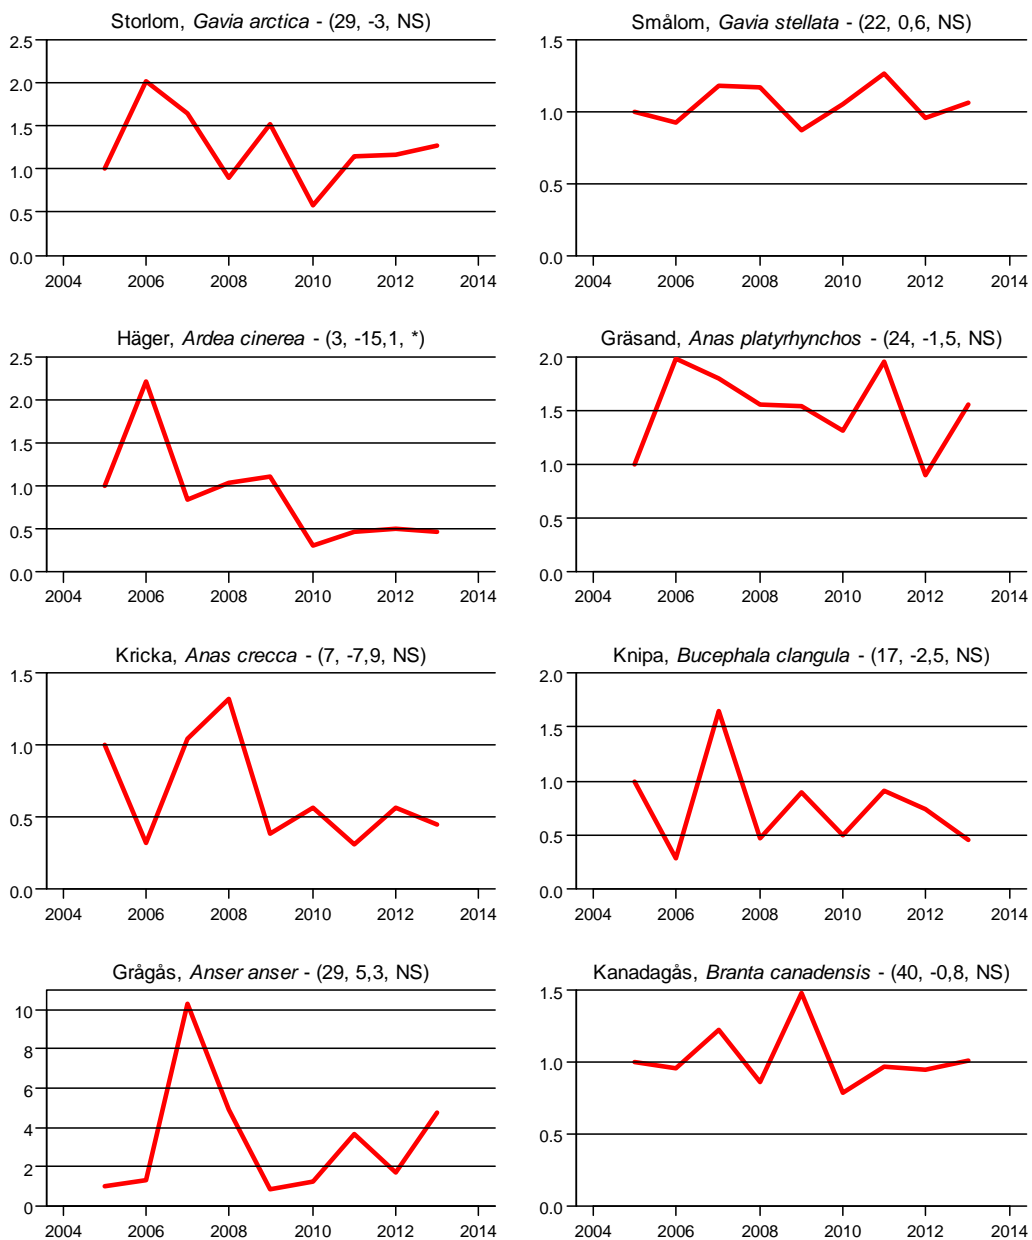 Storlom, Gavia arctica - (29, -3, NS)
2.5
2.0
1.5
1.0
0.5
0.0
2004 2006 2008 2010 2012 2014
Smålom, Gavia stellata - (22, 0,6, NS)
1.5
1.0
0.5
0.0
2004 2006 2008 2010 2012 2014
Häger, Ardea cinerea - (3, -15,1, *)
2.5
2.0
1.5
1.0
0.5
0.0
2004 2006 2008 2010 2012 2014
Gräsand, Anas platyrhynchos - (24, -1,5, NS)
2.0
1.5
1.0
0.5
0.0
2004 2006 2008 2010 2012 2014
Kricka, Anas crecca - (7, -7,9, NS)
1.5
1.0
0.5
0.0
2004 2006 2008 2010 2012 2014
Knipa, Bucephala clangula - (17, -2,5, NS)
2.0
1.5
1.0
0.5
0.0
2004 2006 2008 2010 2012 2014
Grågås, Anser anser - (29, 5,3, NS)
10
8
6
4
2
0
2004 2006 2008 2010 2012 2014
Kanadagås, Branta canadensis - (40, -0,8, NS)
1.5
1.0
0.5
0.0
2004 2006 2008 2010 2012 2014